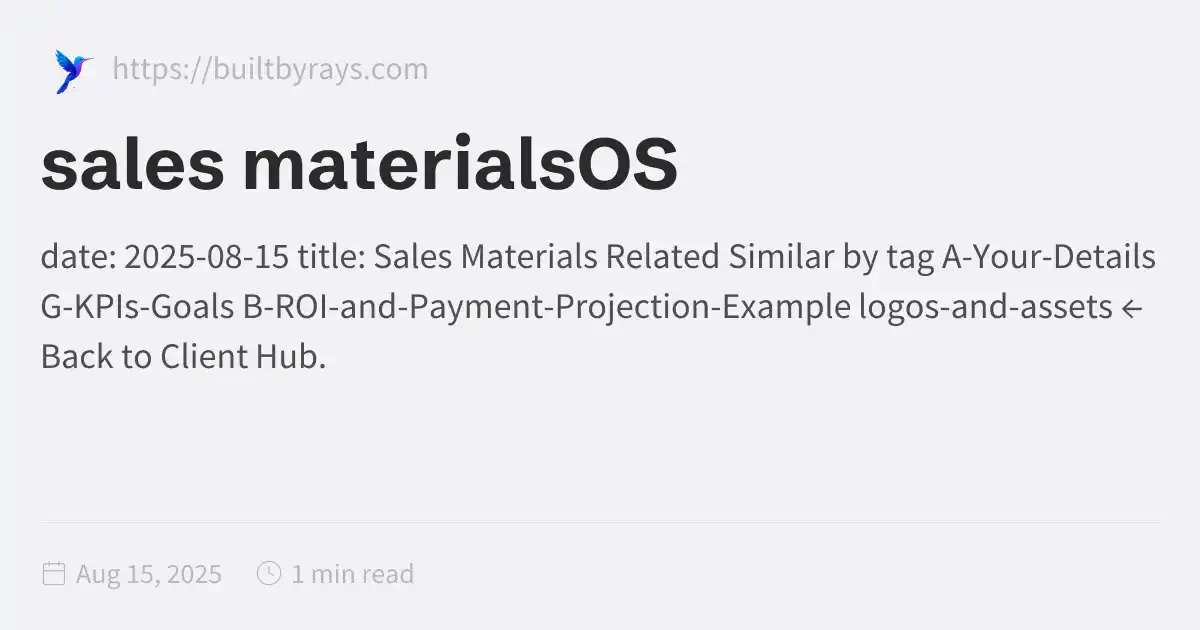 https://builtbyrays.com
sales materialsOS
date: 2025-08-15 title: Sales Materials Related Similar by tag A-Your-Details
G-KPIs-Goals B-ROI-and-Payment-Projection-Example logos-and-assets ←
Back to Client Hub.
Aug 15, 2025 1 min read